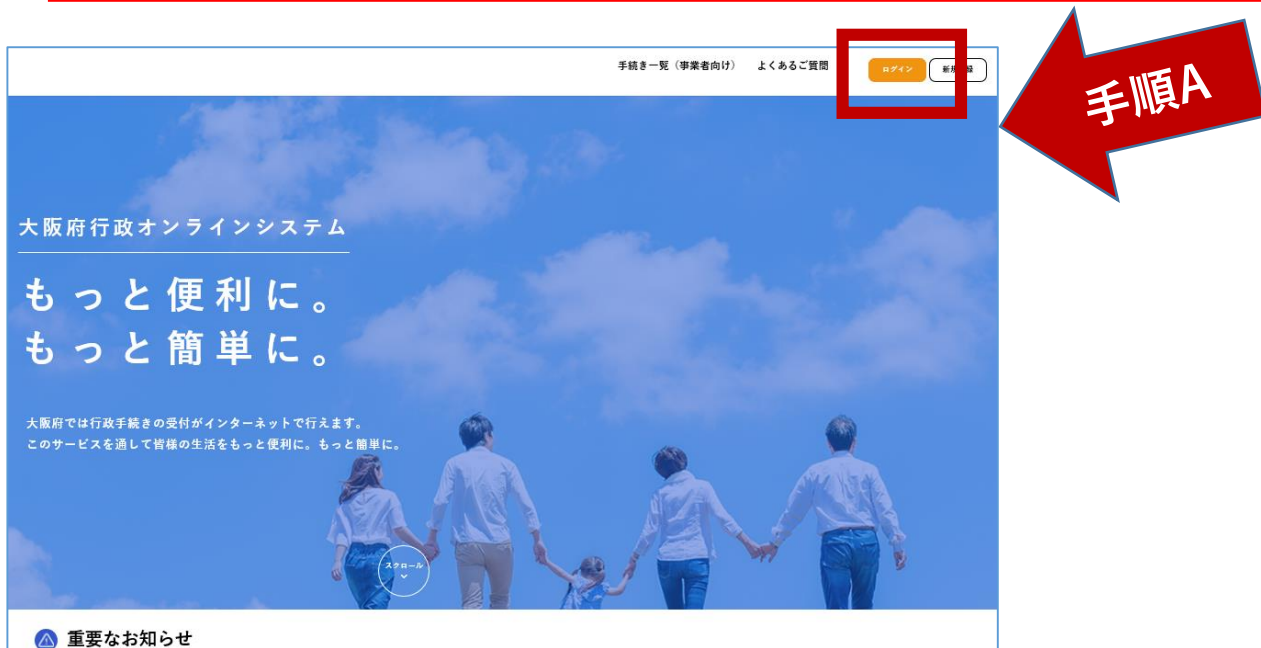 手続き一覧（事業者向け）
よくあるご質問
ログイン
手順A
大阪府行政オンラインシステム
もっと便利に。
もっと簡単に。
大阪府では行政手続きの受付がインターネットで行えます。
このサービスを通して皆様の生活をもっと便利に。もっと簡単に。
スクロール
重要なお知らせ